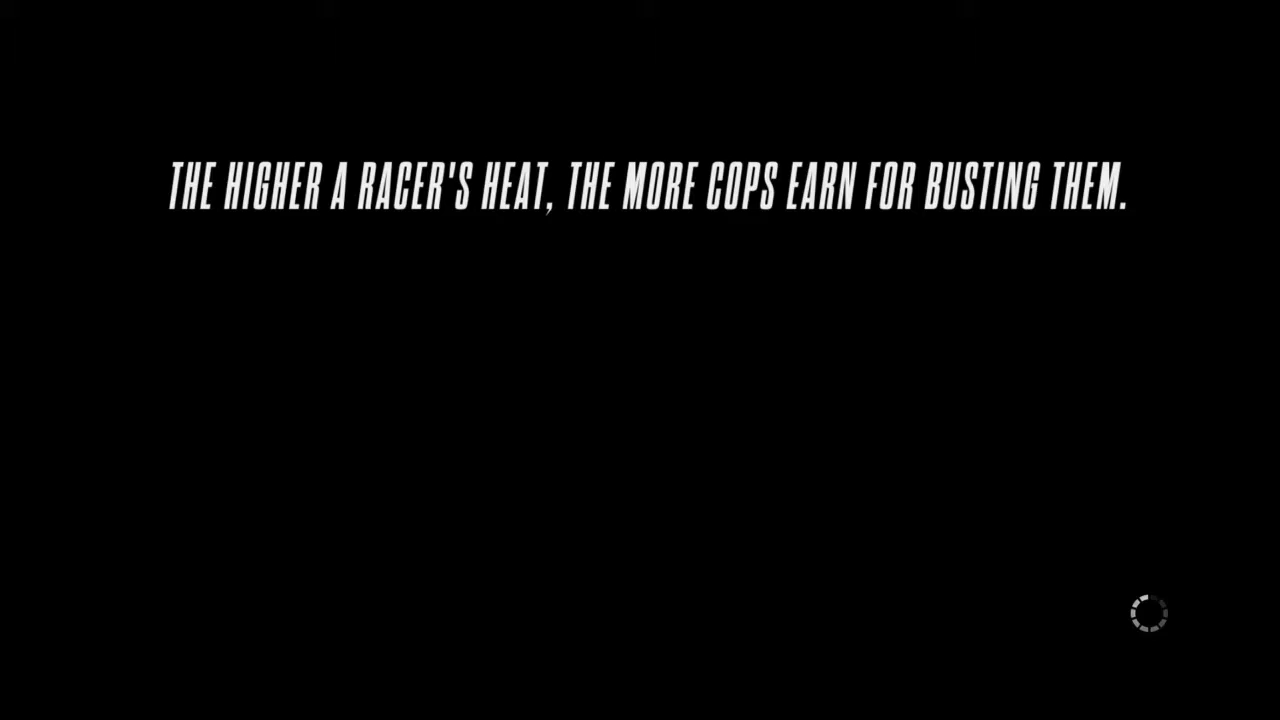 THE HIGHER A RACER'S HEAT, THE MORE COPS EARN FOR BUSTING THEM.